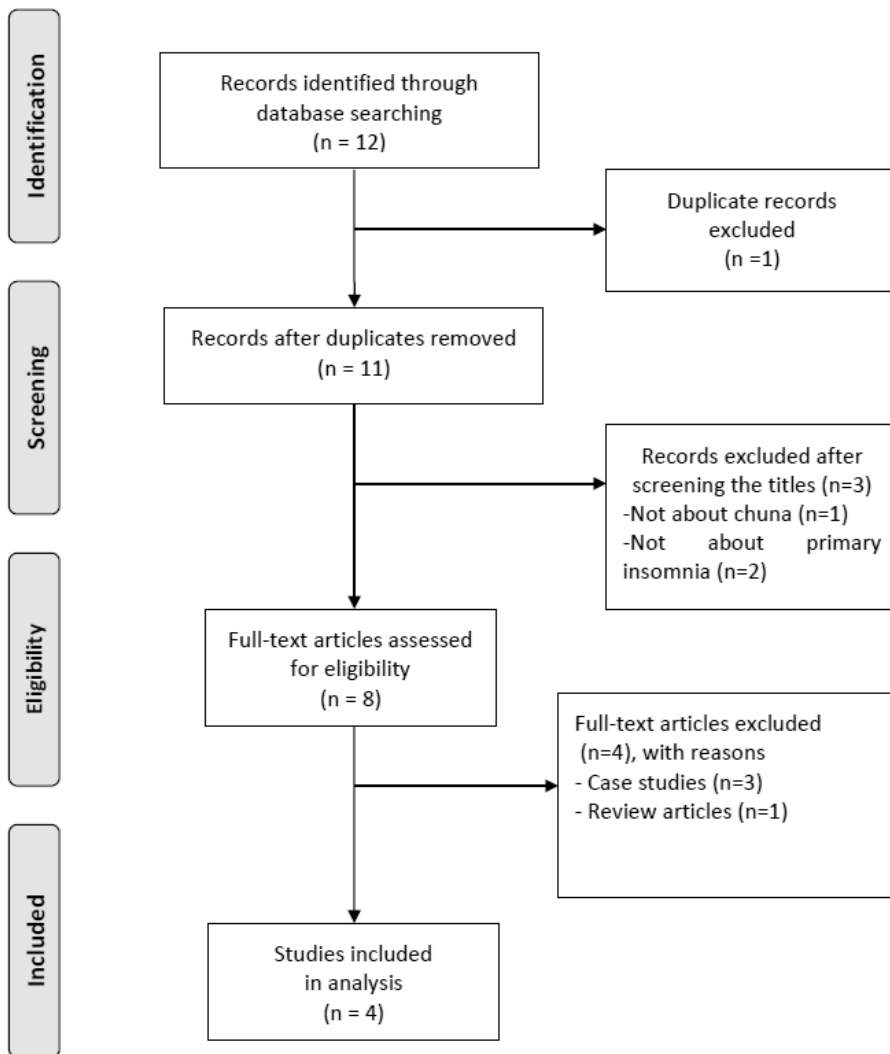 Identification
Records identified through
database searching
(n = 12)
Duplicate records
excluded
(n =1)
Screening
Records after duplicates removed
(n = 11)
Records excluded after
screening the titles (n=3)
-Not about chuna (n=1)
-Not about primary
insomnia (n=2)
Eligibility
Full-text articles assessed
for eligibility
(n = 8)
Full-text articles excluded
(n=4), with reasons
- Case studies (n=3)
- Review articles (n=1)
Included
Studies included
in analysis
(n = 4)